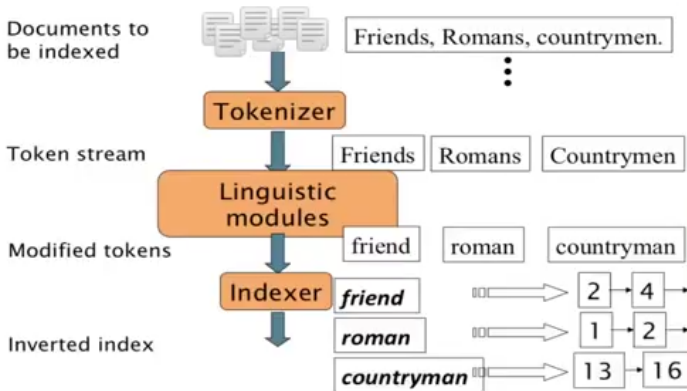 Documents to
be indexed
Friends, Romans, countrymen.
Tokenizer
Token stream
Friends Romans Countrymen
Linguistic
modules
Modified tokens
friend roman countryman
Indexer
friend 2 4
roman 1 2
Inverted index
countryman 13 16